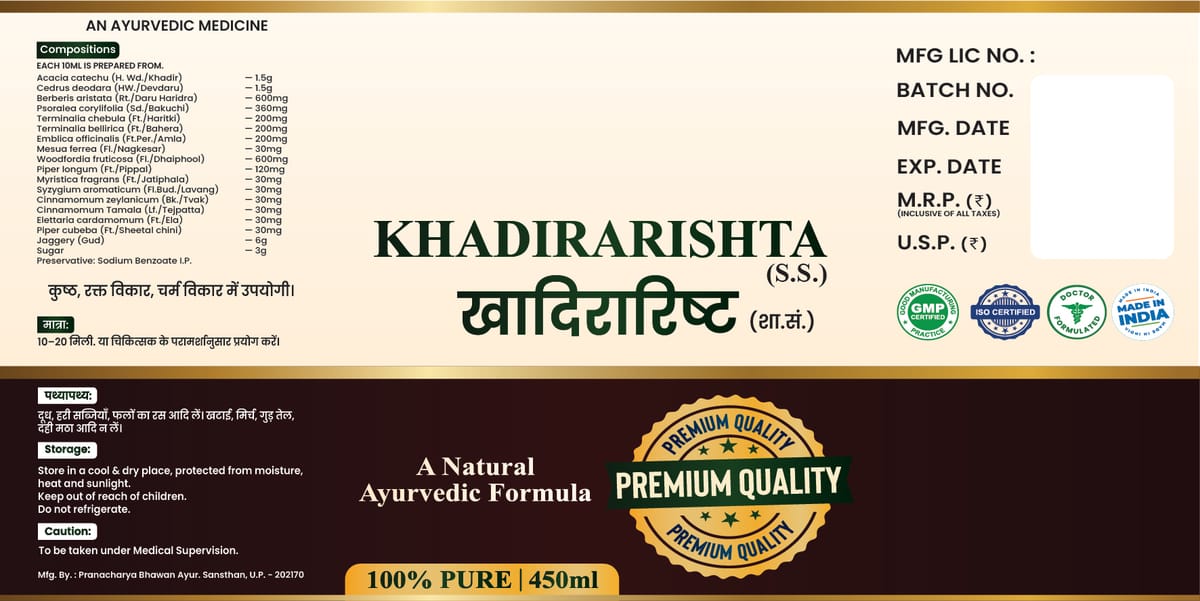 AN AYURVEDIC MEDICINE
Compositions
EACH 10ML IS PREPARED FROM.
Acacia catechu (H. Wd./Khadir) – 1.5g
Cedrus deodara (HW./Devdaru) – 1.5g
Berberis aristata (Rt./Daru Haridra) – 600mg
Psoralea corylifolia (Sd./Bakuchi) – 360mg
Terminalia chebula (Ft./Haritki) – 200mg
Terminalia bellirica (Ft./Bahera) – 200mg
Emblica officinalis (Ft.Per./Amla) – 200mg
Mesua ferrea (Fl./Nagkesar) – 30mg
Woodfordia fruticosa (Fl./Dhaiphool) – 600mg
Piper longum (Ft./Pippal) – 120mg
Myristica fragrans (Ft./Jatiphala) – 30mg
Syzygium aromaticum (Fl.Bud./Lavang) – 30mg
Cinnamomum zeylanicum (Bk./Tvak) – 30mg
Cinnamomum Tamala (Lf./Tejpatta) – 30mg
Elettaria cardamomum (Ft./Ela) – 30mg
Piper cubeba (Ft./Sheetal chini) – 30mg
Jaggery (Gud) – 6g
Sugar – 3g
Preservative: Sodium Benzoate I.P.
कुष्ठ, रक्त विकार, चर्म विकार में उपयोगी।
मात्रा:
10–20 मिली. या चिकित्सक के परामर्शानुसार प्रयोग करें।
पथ्यापथ्य:
दूध, हरी सब्जियाँ, फलों का रस आदि लें। खटाई, मिर्च, गुड़ तेल,
दही मठा आदि न लें।
Storage:
Store in a cool & dry place, protected from moisture,
heat and sunlight.
Keep out of reach of children.
Do not refrigerate.
Caution:
To be taken under Medical Supervision.
Mfg. By. : Pranacharya Bhawan Ayur. Sansthan, U.P. - 202170
KHADIRARISHTA
(S.S.)
खादिरारिष्ट (शा.सं.)
A Natural
Ayurvedic Formula
100% PURE | 450ml
PREMIUM QUALITY
PREMIUM QUALITY
PREMIUM QUALITY
MFG LIC NO. :
BATCH NO.
MFG. DATE
EXP. DATE
M.R.P. (₹)
(INCLUSIVE OF ALL TAXES)
U.S.P. (₹)
GOOD MANUFACTURING
GMP
CERTIFIED
PRACTICE
ISO CERTIFIED
DOCTOR
FORMULATED
MADE IN INDIA
MADE IN
INDIA